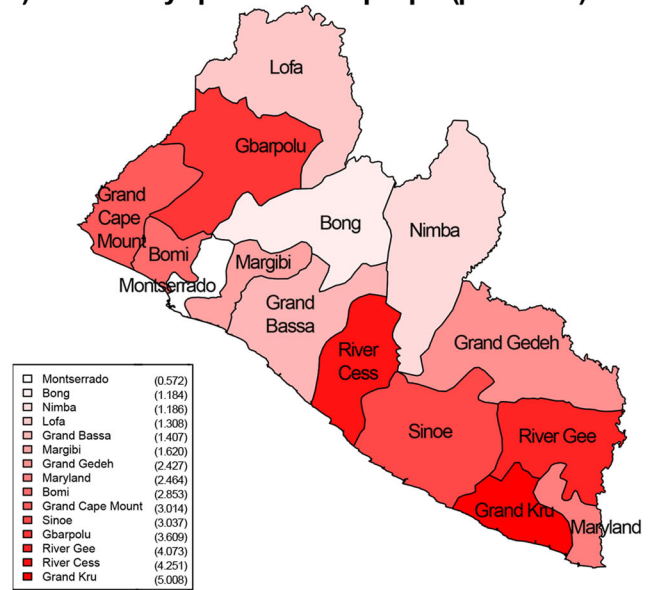 Lofa
Gbarpolu
Grand
Cape
Mount
Bomi
Montserrado
Margibi
Bong
Nimba
Grand
Bassa
River
Cess
Grand Gedeh
Sinoe
River Gee
Grand Kru
Maryland
Montserrado (0.572)
Bong (1.184)
Nimba (1.186)
Lofa (1.308)
Grand Bassa (1.407)
Margibi (1.620)
Grand Gedeh (2.427)
Maryland (2.464)
Bomi (2.853)
Grand Cape Mount (3.014)
Sinoe (3.037)
Gbarpolu (3.609)
River Gee (4.073)
River Cess (4.251)
Grand Kru (5.008)